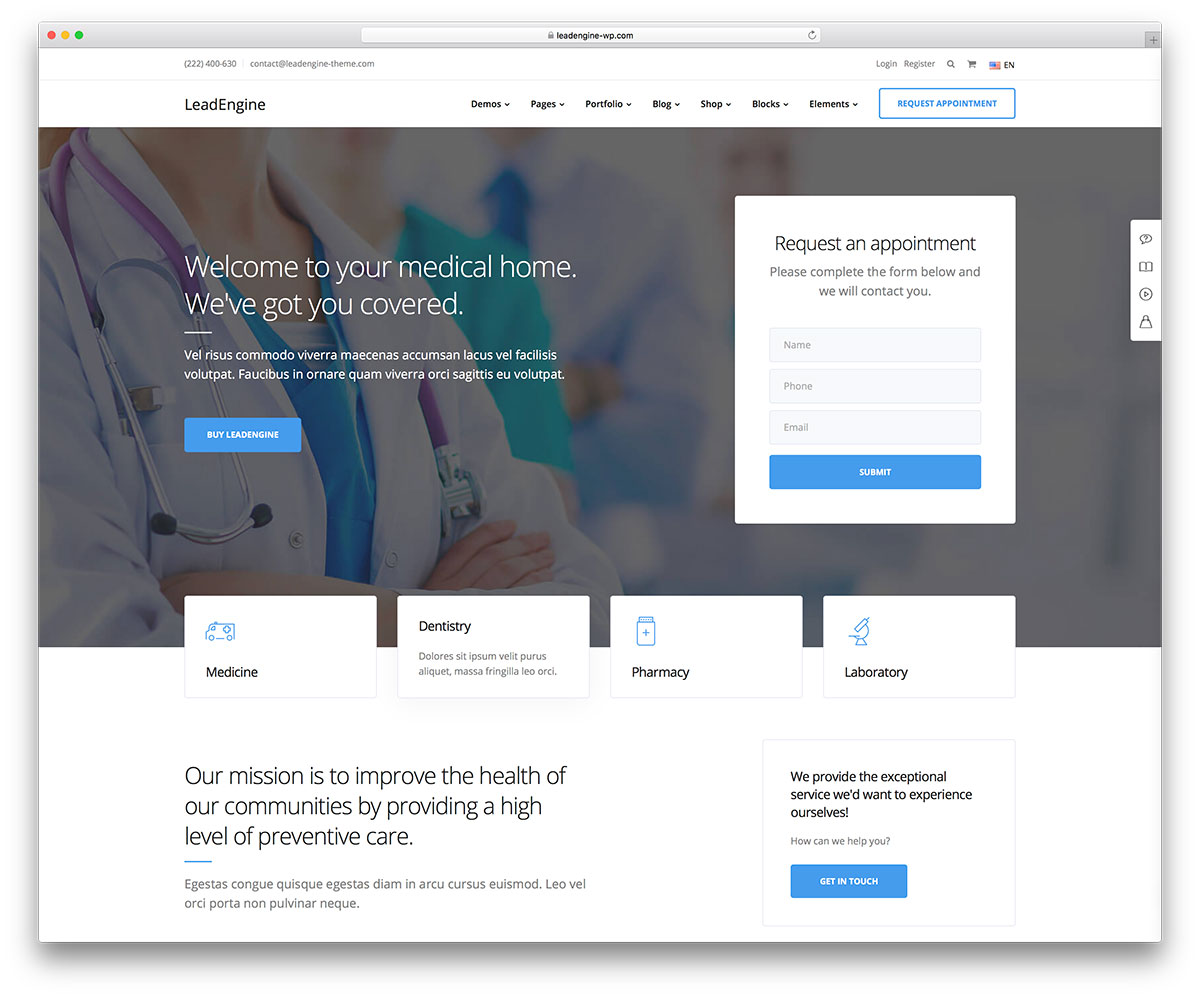 leadengine-wp.com
(222) 400-630 contact@leadengine-theme.com
Login Register EN
LeadEngine
Demos Pages Portfolio Blog Shop Blocks Elements REQUEST APPOINTMENT
Welcome to your medical home.
We've got you covered.
Vel risus commodo viverra maecenas accumsan lacus vel facilisis
volutpat. Faucibus in ornare quam viverra orci sagittis eu volutpat.
BUY LEADENGINE
Request an appointment
Please complete the form below and
we will contact you.
Name
Phone
Email
SUBMIT
Medicine
Dentistry
Dolores sit ipsum velit purus
aliquet, massa fringilla leo orci.
Pharmacy
Laboratory
Our mission is to improve the health of
our communities by providing a high
level of preventive care.
Egestas congue quisque egestas diam in arcu cursus euismod. Leo vel
orci porta non pulvinar neque.
We provide the exceptional
service we'd want to experience
ourselves!
How can we help you?
GET IN TOUCH